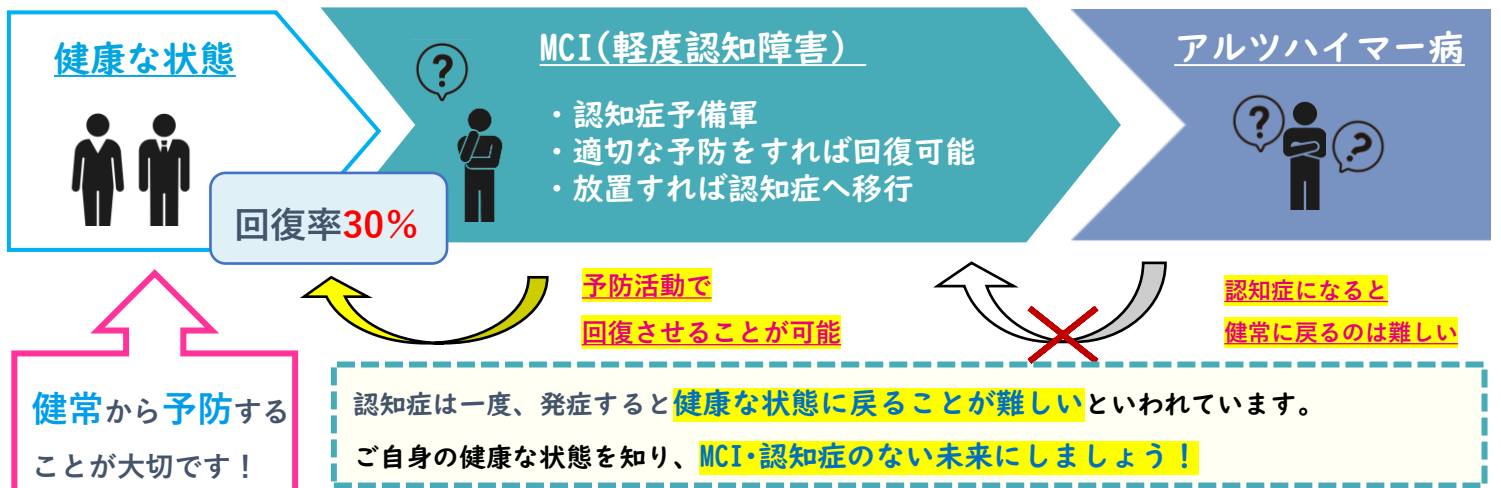 健康な状態
?
MCI(軽度認知障害)
・認知症予備軍
・適切な予防をすれば回復可能
・放置すれば認知症へ移行
アルツハイマー病
? ?
回復率30%
予防活動で
回復させることが可能
認知症になると
健常に戻るのは難しい
健常から予防する
ことが大切です!
認知症は一度、発症すると健康な状態に戻ることが難しいといわれています。
ご自身の健康な状態を知り、MCI・認知症のない未来にしましょう!